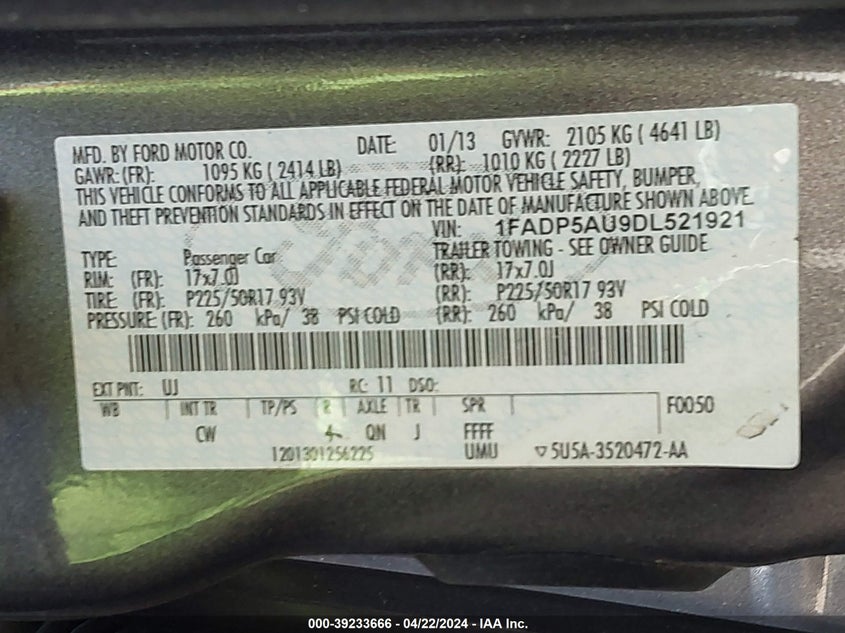 MFD. BY FORD MOTOR CO. DATE: 01/13 GVWR: 2105 KG ( 4641 LB)
GAWR:(FR): 1095 KG ( 2414 LB) (RR): 1010 KG ( 2227 LB)
THIS VEHICLE CONFORMS TO ALL APPLICABLE FEDERAL MOTOR VEHICLE SAFETY, BUMPER,
AND THEFT PREVENTION STANDARDS IN EFFECT ON THE DATE OF MANUFACTURE SHOWN ABOVE.
VIN: 1FADP5AU9DL521921
TYPE: Passenger Car TRAILER TOWING - SEE OWNER GUIDE
RIM: (FR): 17x7.0J (RR): 17x7.0J
TIRE: (FR): P225/50R17 93V (RR): P225/50R17 93V
PRESSURE: (FR): 260 kPa/ 38 PSI COLD (RR): 260 kPa/ 38 PSI COLD
EXT PNT: UJ RC: 11 DSO:
WB INT TR TP/PS R AXLE TR SPR F0050
CW 4 QN J FFFF
1201301256225 UMU ▽5U5A-3520472-AA
000-39233666 - 04/22/2024 - IAA Inc.